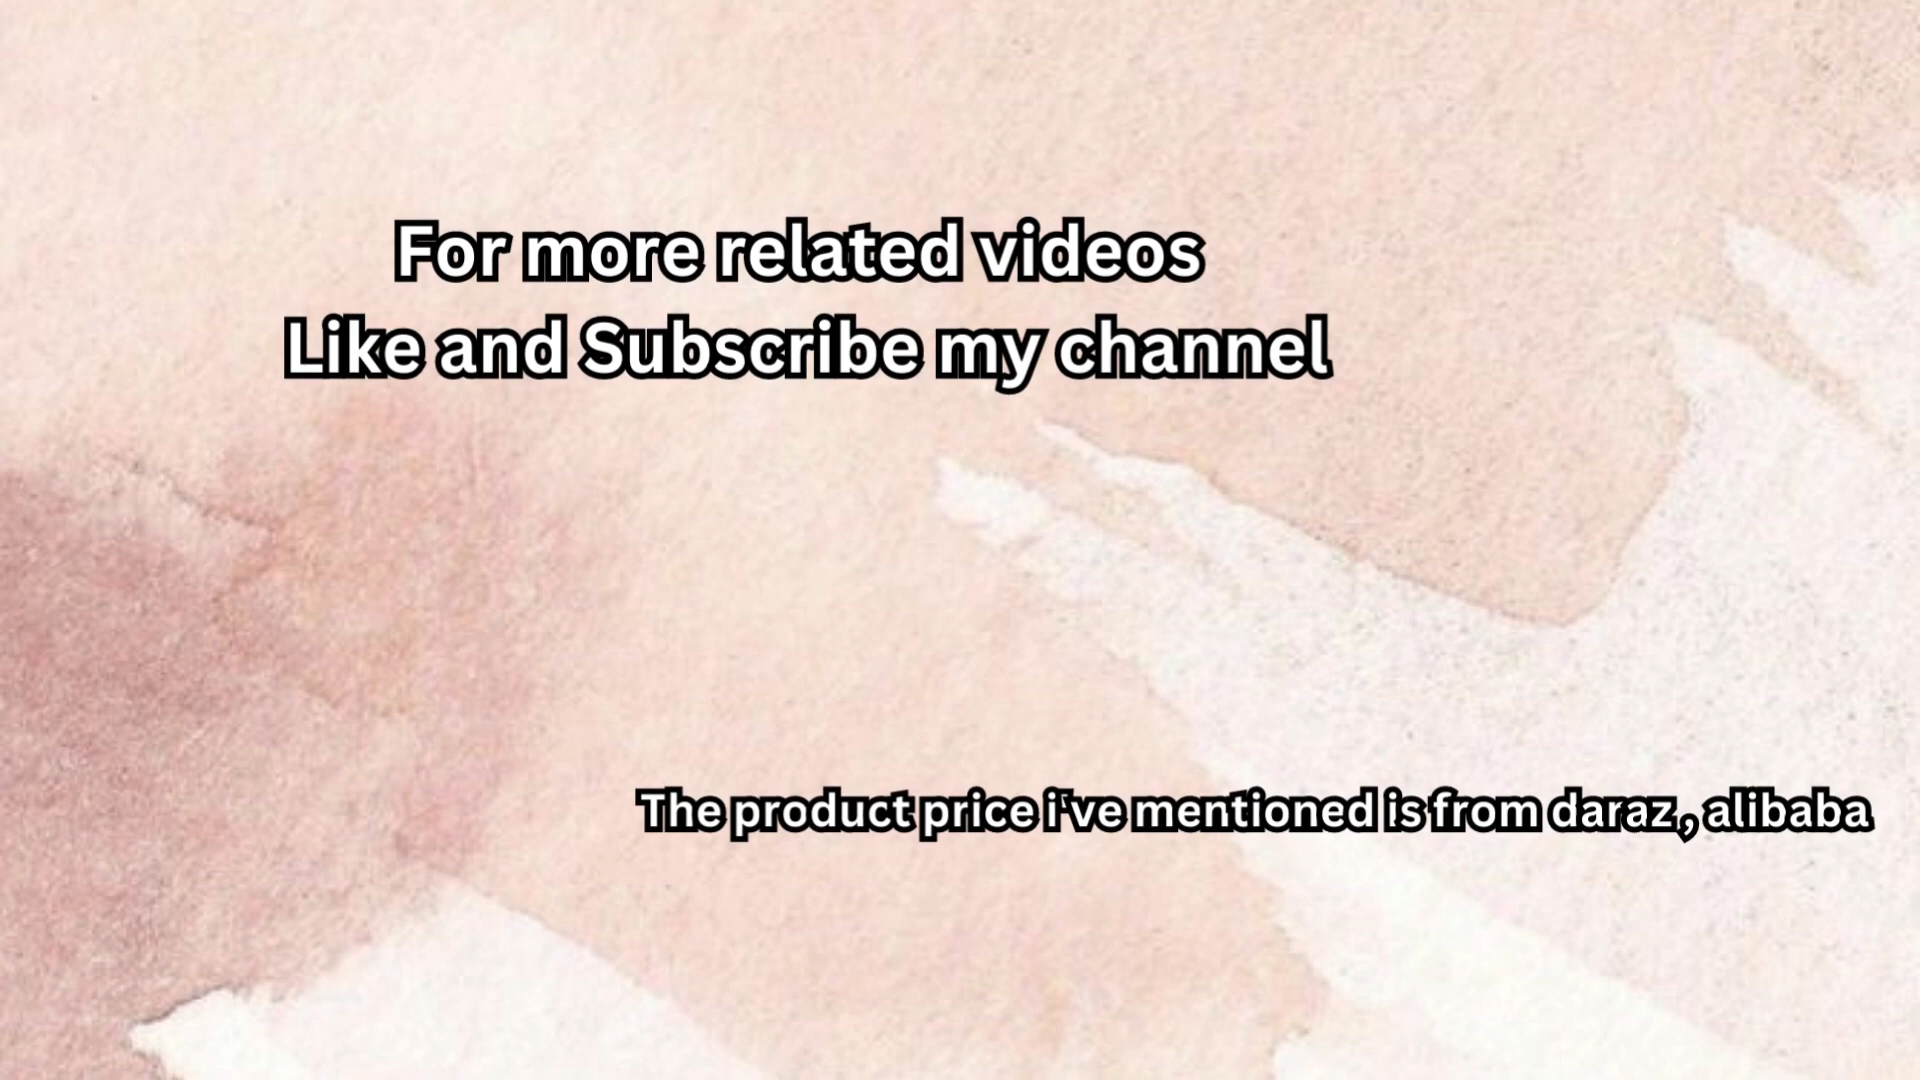 For more related videos
Like and Subscribe my channel
The product price i've mentioned is from daraz, alibaba